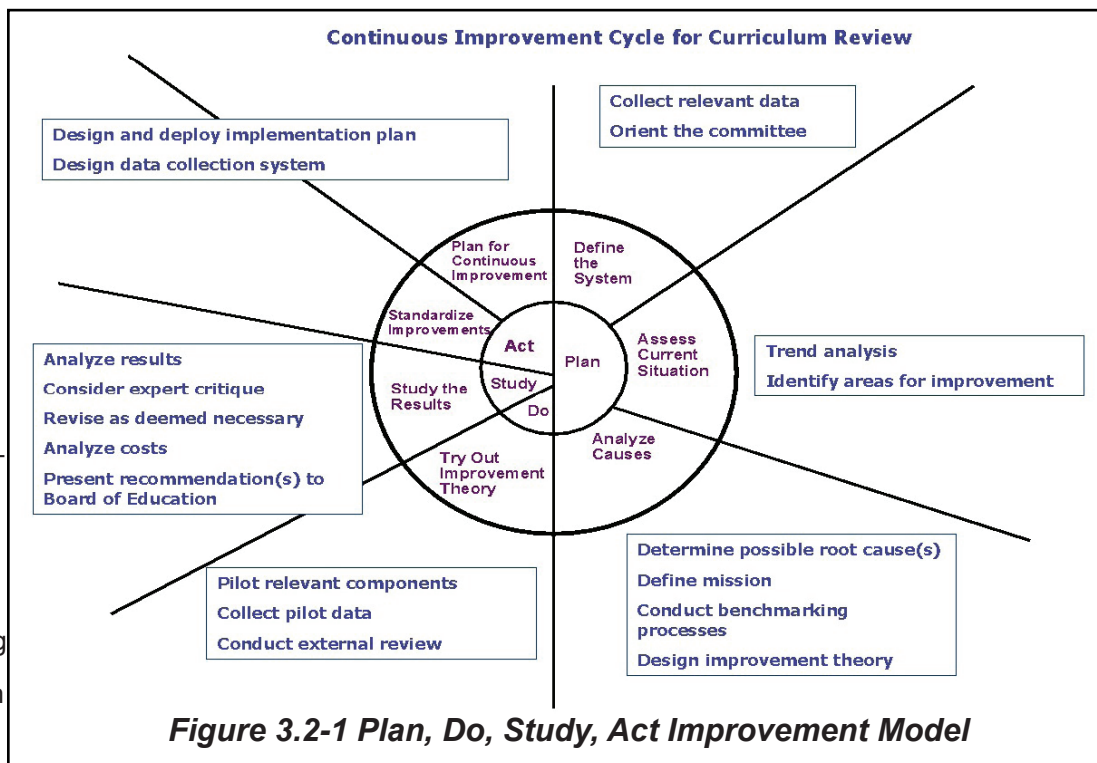 Continuous Improvement Cycle for Curriculum Review
Collect relevant data
Orient the committee
Design and deploy implementation plan
Design data collection system
Plan for
Continuous
Improvement
Define
the
System
Standardize
Improvements
Act
Plan
Assess
Current
Situation
Trend analysis
Identify areas for improvement
Analyze results
Consider expert critique
Revise as deemed necessary
Analyze costs
Present recommendation(s) to
Board of Education
Study the
Results
Study
Do
Analyze
Causes
Try Out
Improvement
Theory
Determine possible root cause(s)
Define mission
Conduct benchmarking
processes
Design improvement theory
Pilot relevant components
Collect pilot data
Conduct external review
Figure 3.2-1 Plan, Do, Study, Act Improvement Model